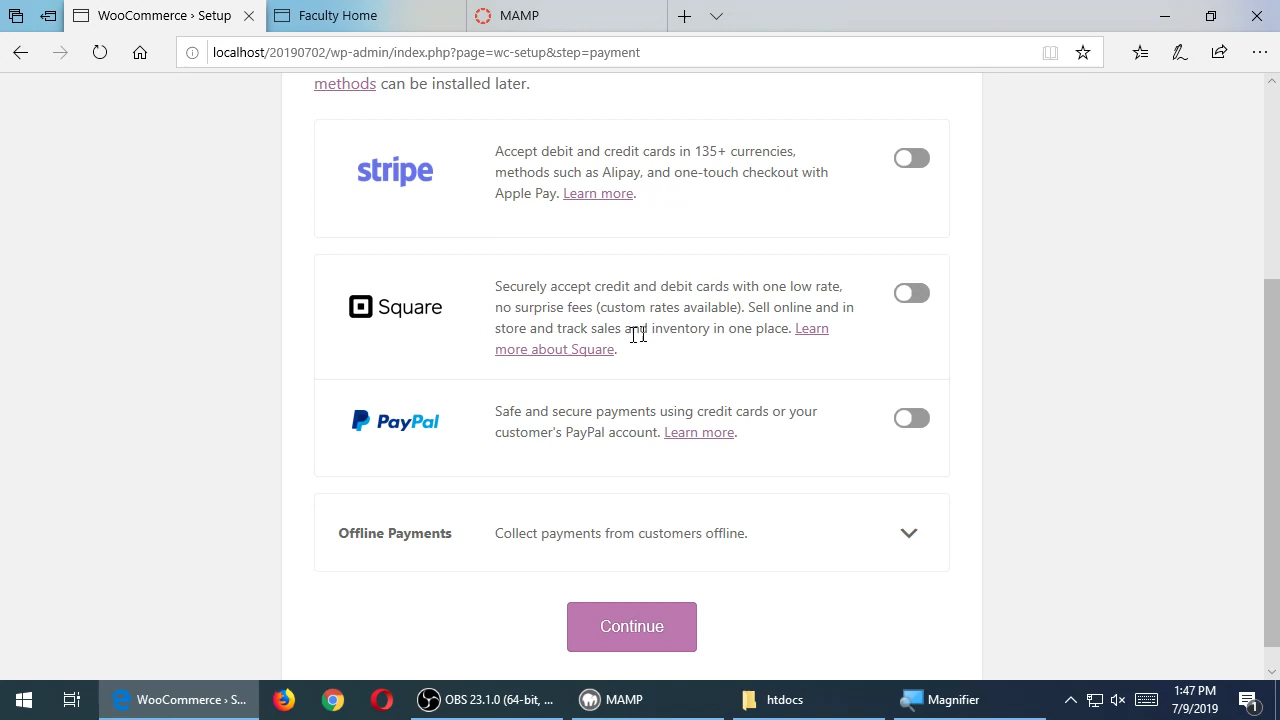 WooCommerce › Setup
Faculty Home
MAMP
localhost/20190702/wp-admin/index.php?page=wc-setup&step=payment
methods can be installed later.
stripe
Accept debit and credit cards in 135+ currencies,
methods such as Alipay, and one-touch checkout with
Apple Pay. Learn more.
Square
Securely accept credit and debit cards with one low rate,
no surprise fees (custom rates available). Sell online and in
store and track sales and inventory in one place. Learn
more about Square.
PayPal
Safe and secure payments using credit cards or your
customer's PayPal account. Learn more.
Offline Payments
Collect payments from customers offline.
Continue
WooCommerce › S...
OBS 23.1.0 (64-bit, ...
MAMP
htdocs
Magnifier
1:47 PM
7/9/2019
1